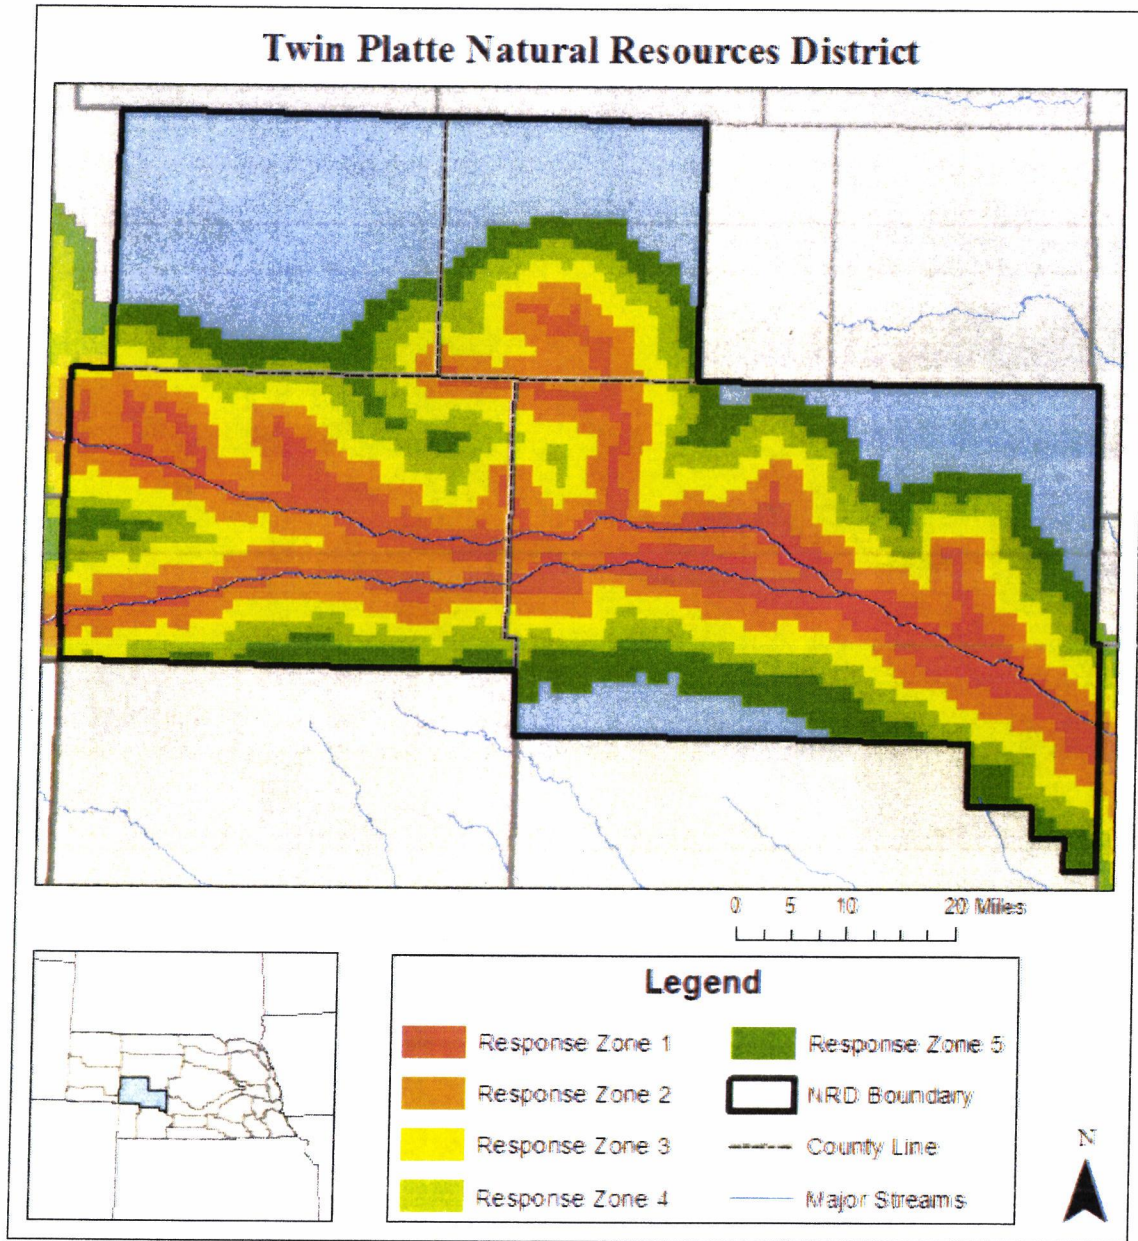 Twin Platte Natural Resources District
0 5 10 20 Miles
Legend
Response Zone 1
Response Zone 2
Response Zone 3
Response Zone 4
Response Zone 5
NRD Boundary
County Line
Major Streams
N